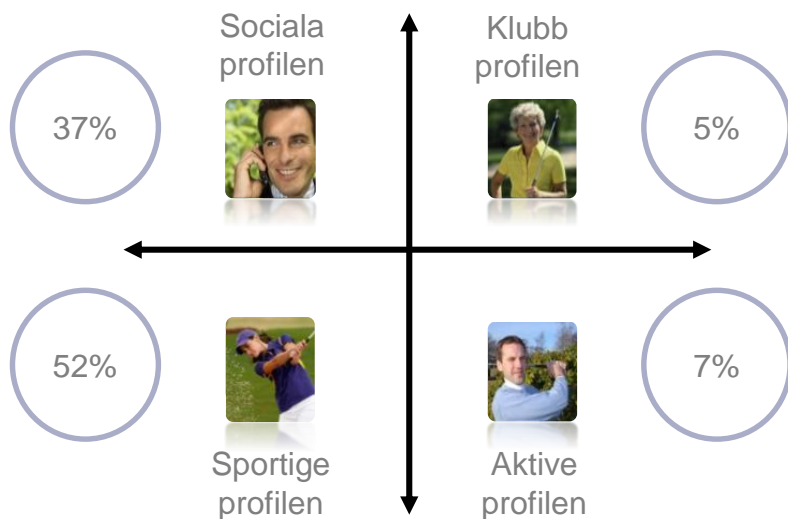 Sociala
profilen
Klubb
profilen
37%
5%
52%
7%
Sportige
profilen
Aktive
profilen